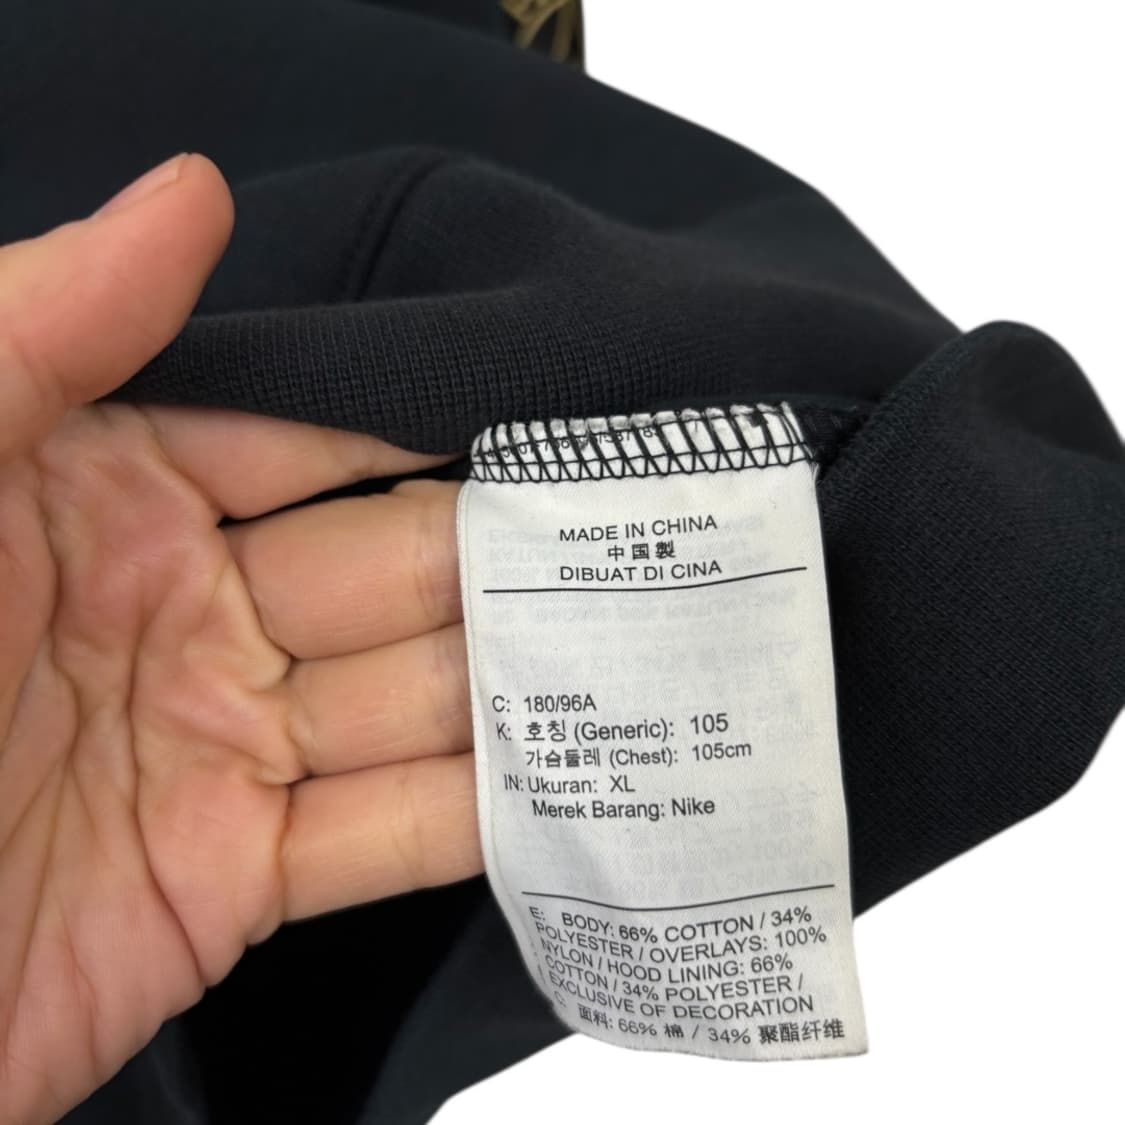 MADE IN CHINA
中国製
DIBUAT DI CINA
C: 180/96A
K: 호칭 (Generic): 105
가슴둘레 (Chest): 105cm
IN: Ukuran: XL
Merek Barang: Nike
E: BODY: 66% COTTON / 34%
POLYESTER / OVERLAYS: 100%
NYLON / HOOD LINING: 66%
COTTON / 34% POLYESTER /
EXCLUSIVE OF DECORATION
C: 面料: 66% 棉 / 34% 聚酯纤维